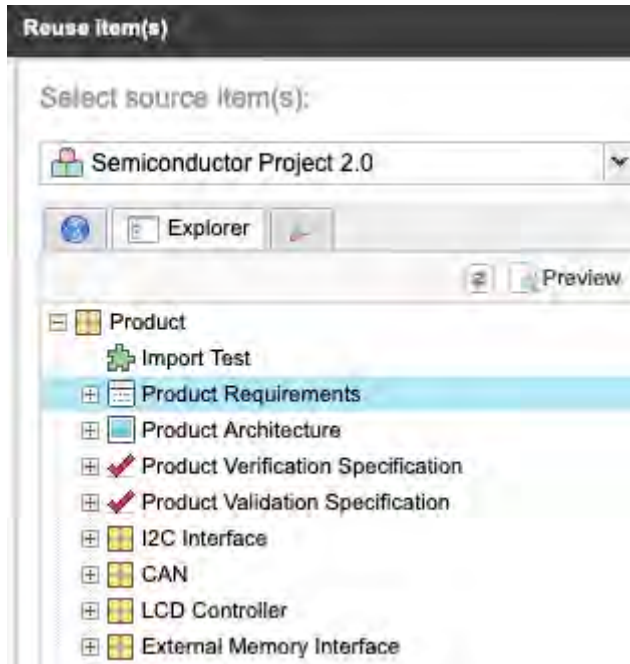 Reuse item(s)
Select source item(s):
Semiconductor Project 2.0
Explorer
Preview
Product
Import Test
Product Requirements
Product Architecture
Product Verification Specification
Product Validation Specification
I2C Interface
CAN
LCD Controller
External Memory Interface